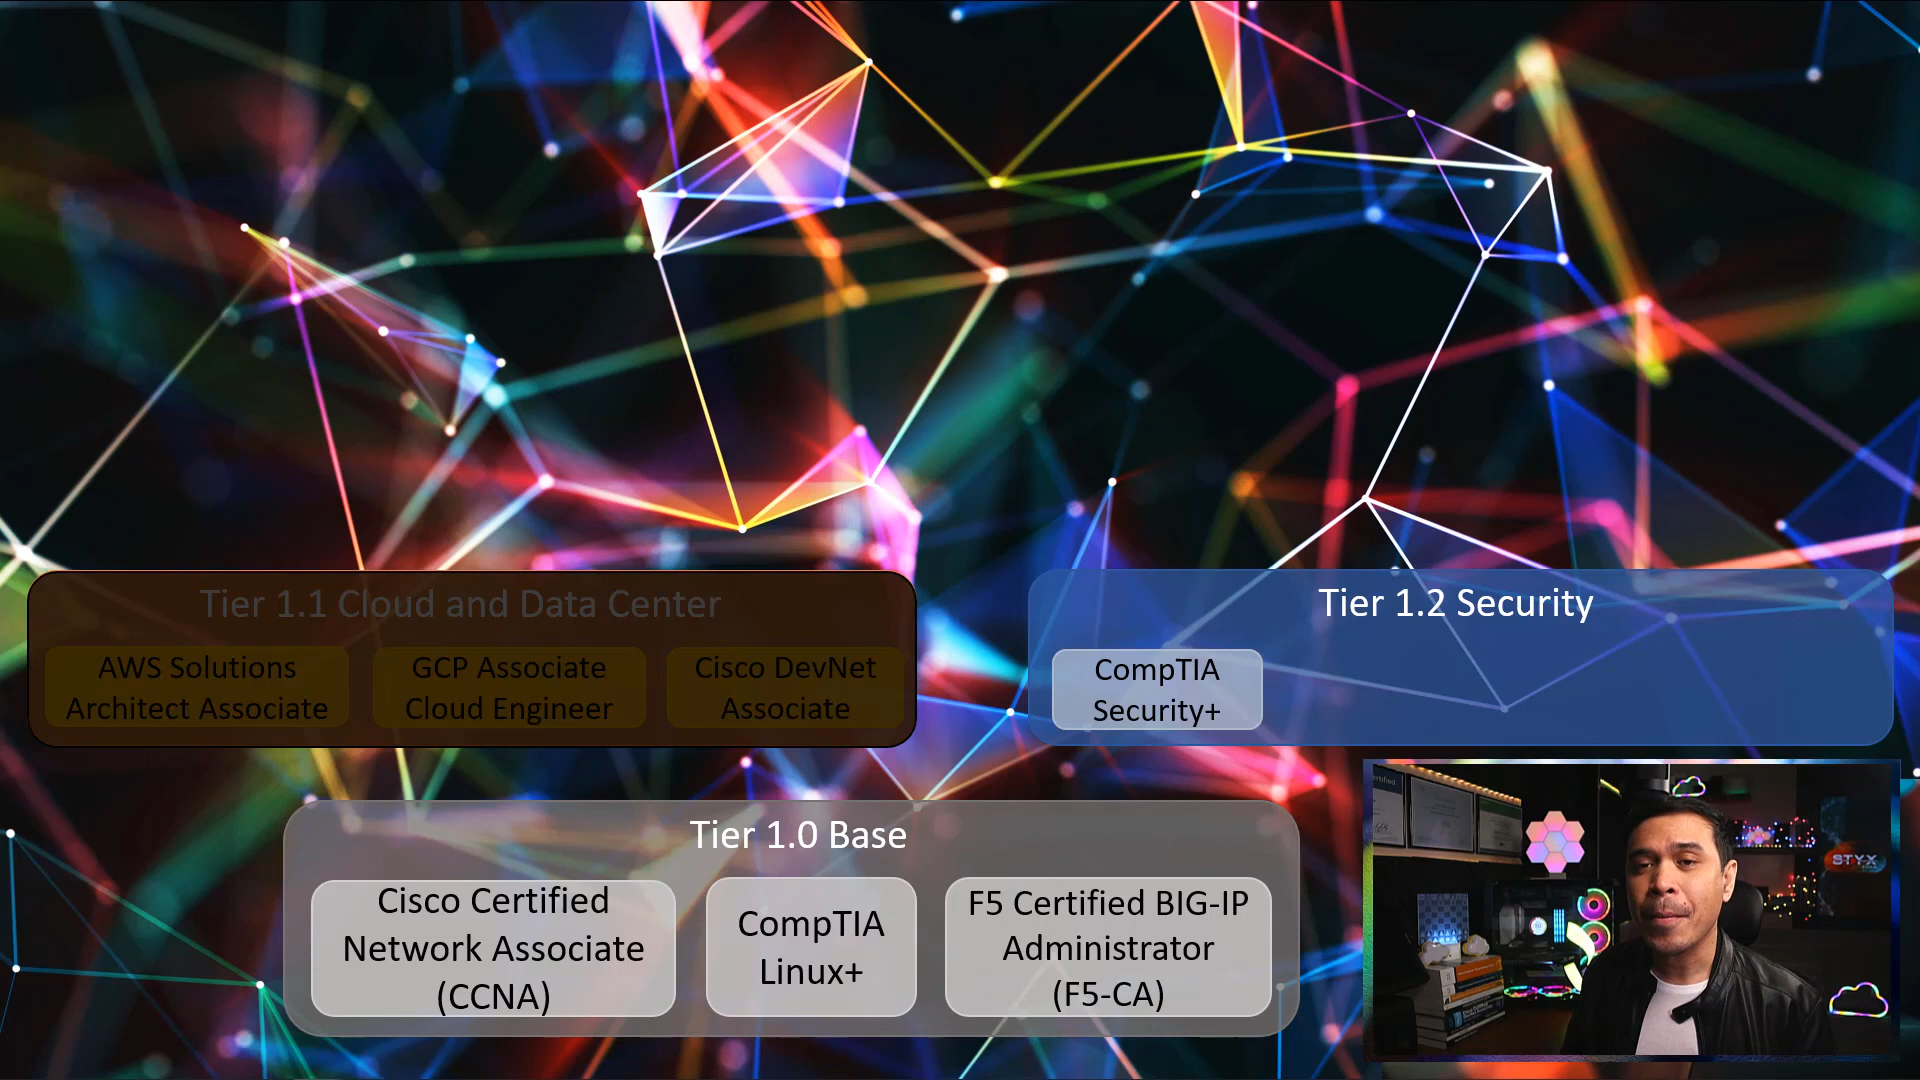 Tier 1.1 Cloud and Data Center
AWS Solutions
Architect Associate
GCP Associate
Cloud Engineer
Cisco DevNet
Associate
Tier 1.2 Security
CompTIA
Security+
Tier 1.0 Base
Cisco Certified
Network Associate
(CCNA)
CompTIA
Linux+
F5 Certified BIG-IP
Administrator
(F5-CA)
STYX